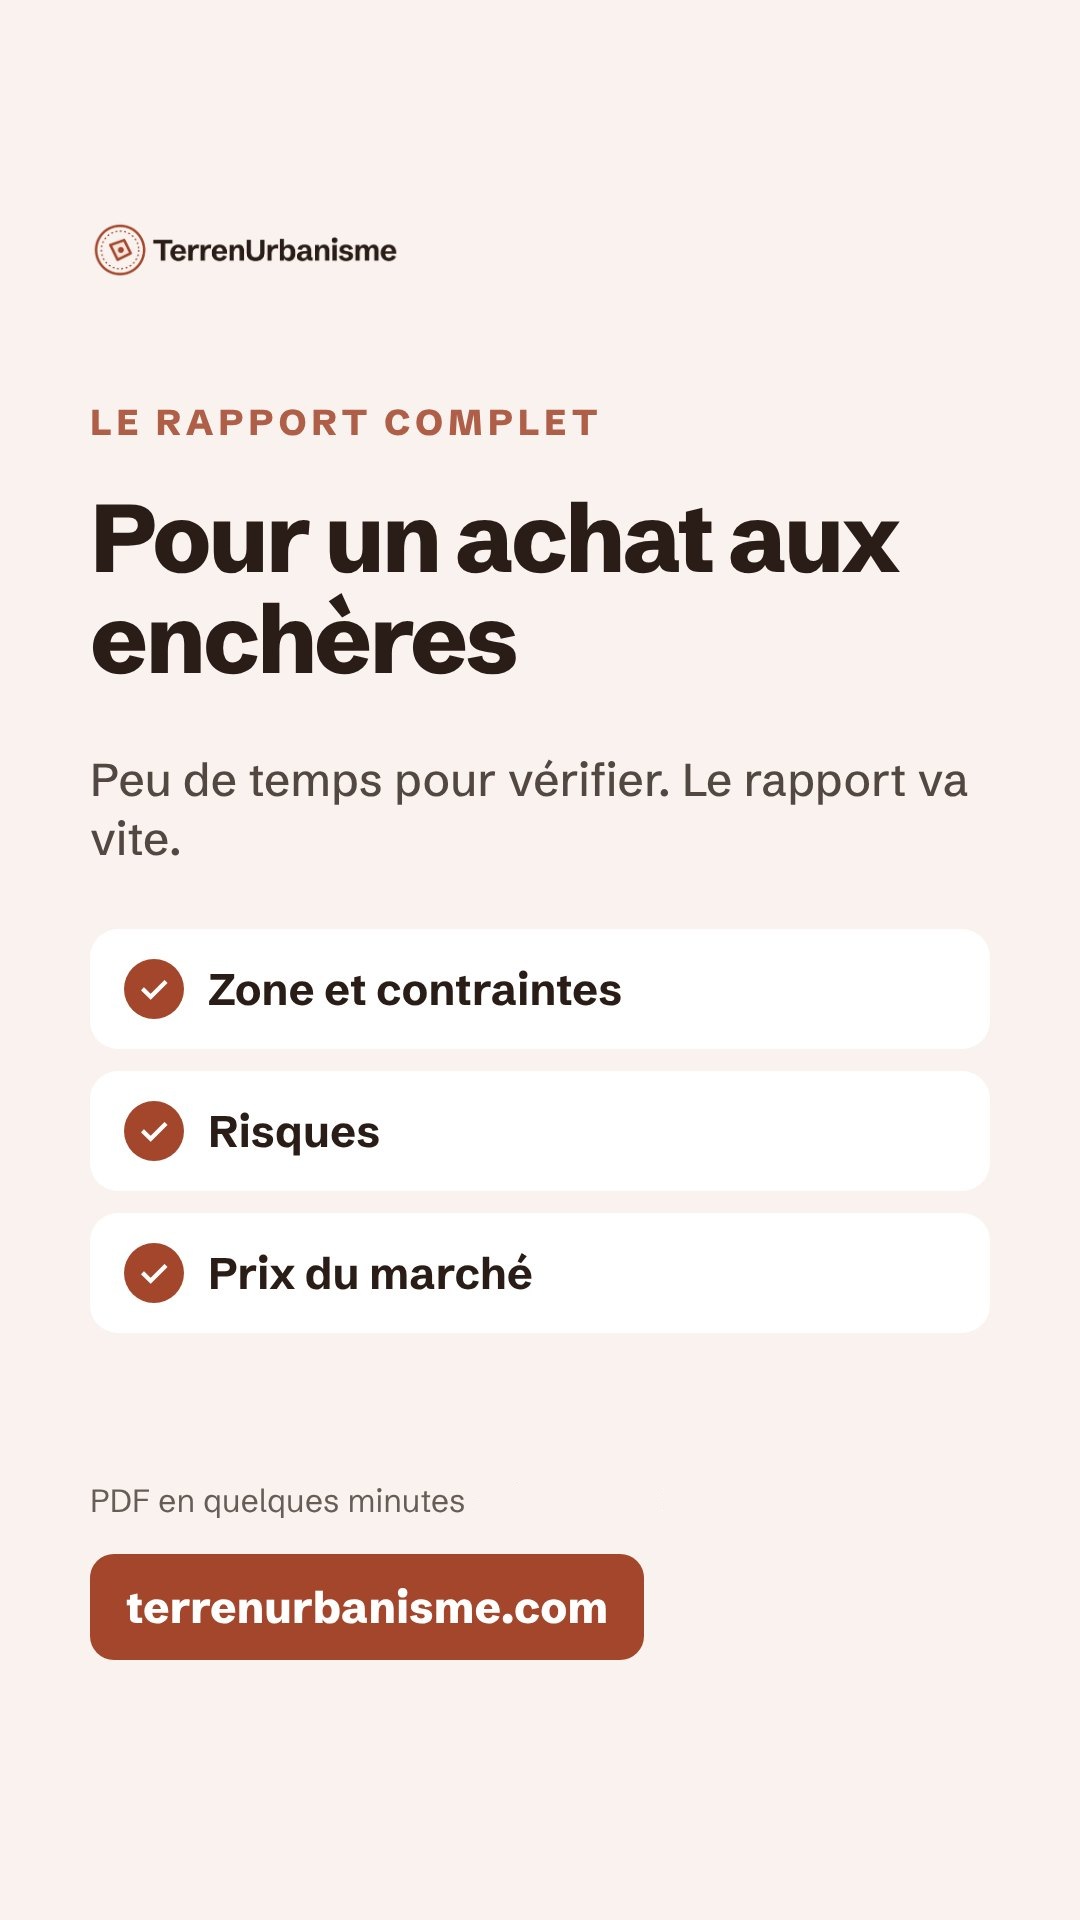 TerrenUrbanisme
LE RAPPORT COMPLET
Pour un achat aux
enchères
Peu de temps pour vérifier. Le rapport va
vite.
Zone et contraintes
Risques
Prix du marché
PDF en quelques minutes
terrenurbanisme.com